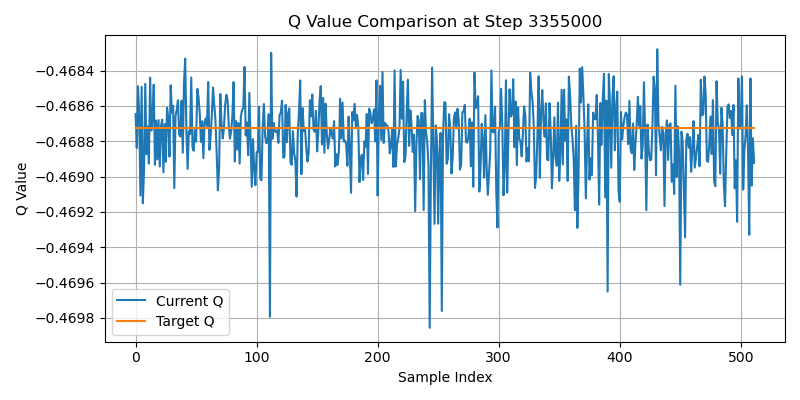 Q Value Comparison at Step 3355000
Q Value
−0.4684
−0.4686
−0.4688
−0.4690
−0.4692
−0.4694
−0.4696
−0.4698
Current Q
Target Q
0 100 200 300 400 500
Sample Index